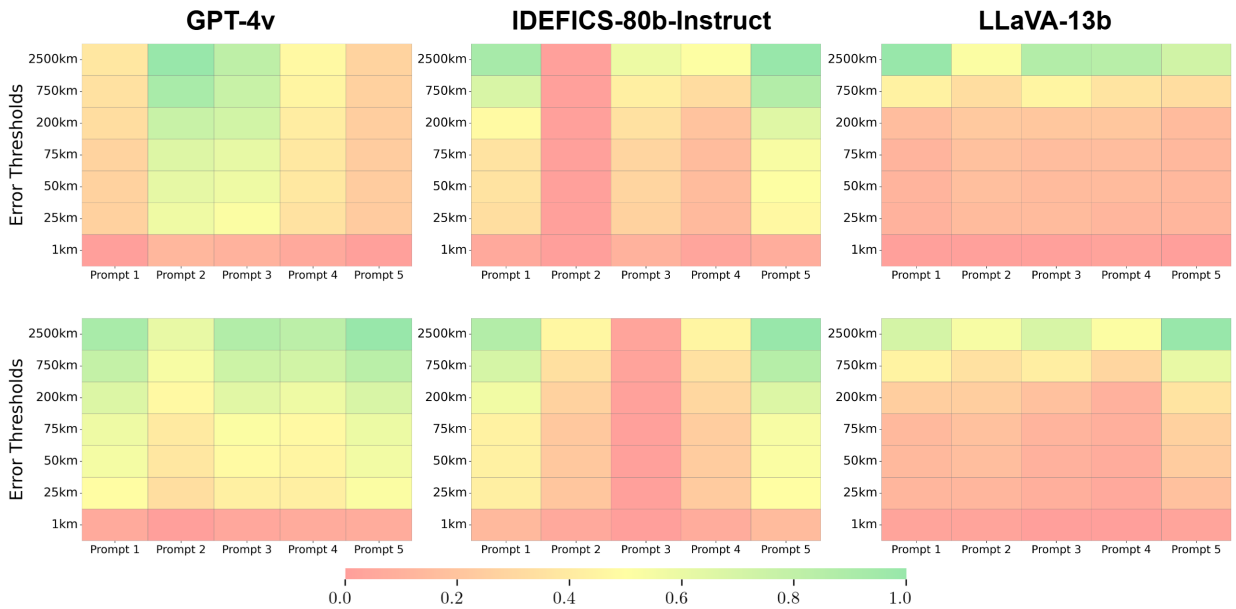 GPT-4v IDEFICS-80b-Instruct LLaVA-13b
Error Thresholds
2500km 2500km 2500km
750km 750km 750km
200km 200km 200km
75km 75km 75km
50km 50km 50km
25km 25km 25km
1km 1km 1km
Prompt 1 Prompt 2 Prompt 3 Prompt 4 Prompt 5 Prompt 1 Prompt 2 Prompt 3 Prompt 4 Prompt 5 Prompt 1 Prompt 2 Prompt 3 Prompt 4 Prompt 5
Error Thresholds
2500km 2500km 2500km
750km 750km 750km
200km 200km 200km
75km 75km 75km
50km 50km 50km
25km 25km 25km
1km 1km 1km
Prompt 1 Prompt 2 Prompt 3 Prompt 4 Prompt 5 Prompt 1 Prompt 2 Prompt 3 Prompt 4 Prompt 5 Prompt 1 Prompt 2 Prompt 3 Prompt 4 Prompt 5
0.0 0.2 0.4 0.6 0.8 1.0